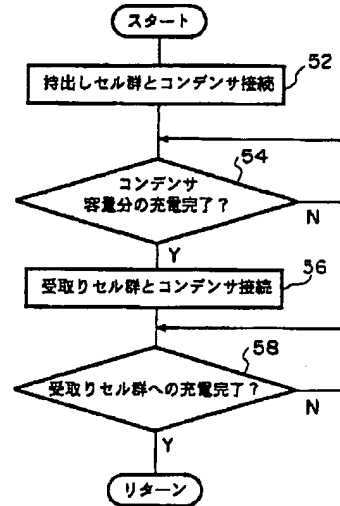 スタート
持出しセル群とコンデンサ接続
52
54
コンデンサ
容量分の充電完了?
N
Y
受取りセル群とコンデンサ接続
56
58
受取りセル群への充電完了?
N
Y
リターン